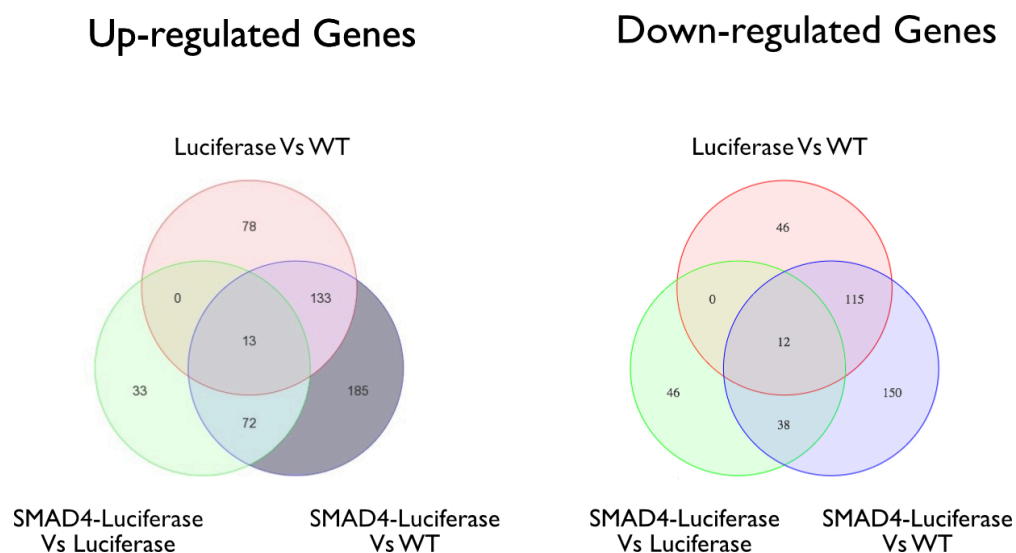 Up-regulated Genes
Down-regulated Genes
Luciferase Vs WT
78
0
133
13
33
185
72
SMAD4-Luciferase
Vs Luciferase
SMAD4-Luciferase
Vs WT
Luciferase Vs WT
46
0
115
12
46
150
38
SMAD4-Luciferase
Vs Luciferase
SMAD4-Luciferase
Vs WT